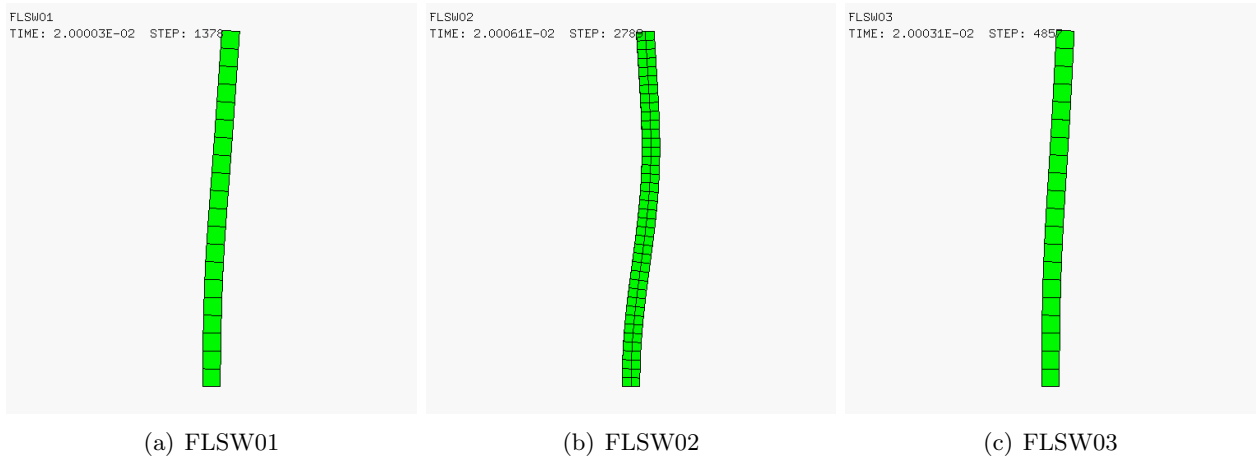 FLSW01
TIME: 2.00003E-02 STEP: 1378
FLSW02
TIME: 2.00061E-02 STEP:
FLSW03
TIME: 2.00031E-02 STEP: 4857
(a) FLSW01
(b) FLSW02
(c) FLSW03